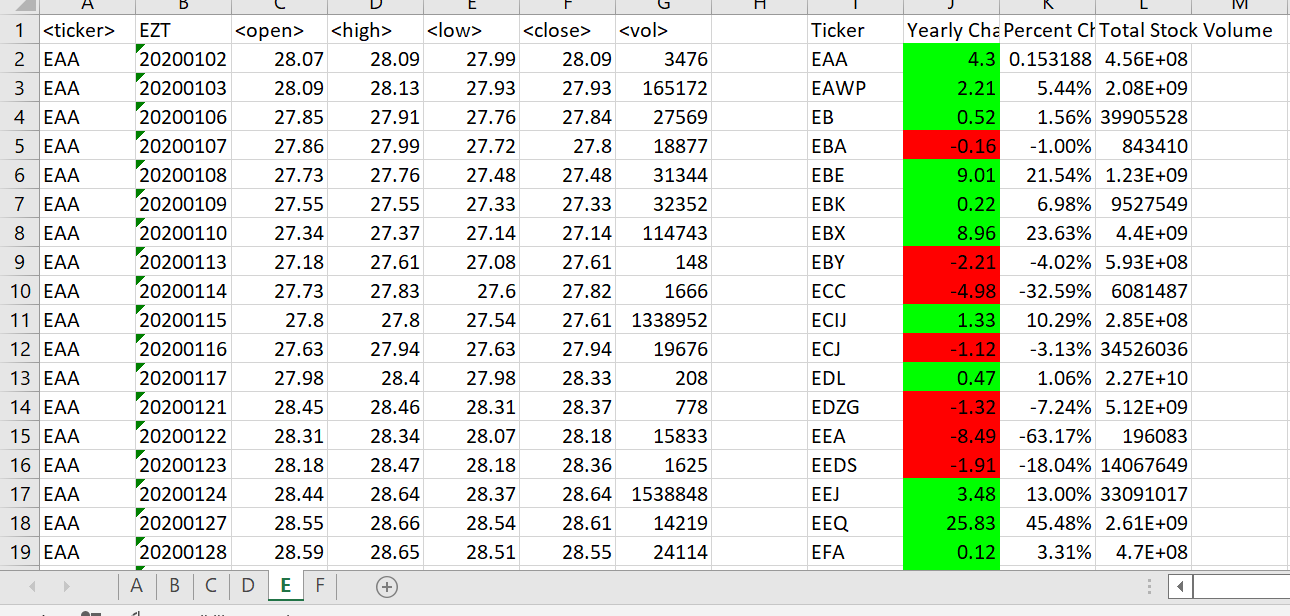 A B C D E F G H I J K L M
1 <ticker> EZT <open> <high> <low> <close> <vol> Ticker Yearly Cha Percent Ch Total Stock Volume
2 EAA 20200102 28.07 28.09 27.99 28.09 3476 EAA 4.3 0.153188 4.56E+08
3 EAA 20200103 28.09 28.13 27.93 27.93 165172 EAWP 2.21 5.44% 2.08E+09
4 EAA 20200106 27.85 27.91 27.76 27.84 27569 EB 0.52 1.56% 39905528
5 EAA 20200107 27.86 27.99 27.72 27.8 18877 EBA -0.16 -1.00% 843410
6 EAA 20200108 27.73 27.76 27.48 27.48 31344 EBE 9.01 21.54% 1.23E+09
7 EAA 20200109 27.55 27.55 27.33 27.33 32352 EBK 0.22 6.98% 9527549
8 EAA 20200110 27.34 27.37 27.14 27.14 114743 EBX 8.96 23.63% 4.4E+09
9 EAA 20200113 27.18 27.61 27.08 27.61 148 EBY -2.21 -4.02% 5.93E+08
10 EAA 20200114 27.73 27.83 27.6 27.82 1666 ECC -4.98 -32.59% 6081487
11 EAA 20200115 27.8 27.8 27.54 27.61 1338952 ECIJ 1.33 10.29% 2.85E+08
12 EAA 20200116 27.63 27.94 27.63 27.94 19676 ECJ -1.12 -3.13% 34526036
13 EAA 20200117 27.98 28.4 27.98 28.33 208 EDL 0.47 1.06% 2.27E+10
14 EAA 20200121 28.45 28.46 28.31 28.37 778 EDZG -1.32 -7.24% 5.12E+09
15 EAA 20200122 28.31 28.34 28.07 28.18 15833 EEA -8.49 -63.17% 196083
16 EAA 20200123 28.18 28.47 28.18 28.36 1625 EEDS -1.91 -18.04% 14067649
17 EAA 20200124 28.44 28.64 28.37 28.64 1538848 EEJ 3.48 13.00% 33091017
18 EAA 20200127 28.55 28.66 28.54 28.61 14219 EEQ 25.83 45.48% 2.61E+09
19 EAA 20200128 28.59 28.65 28.51 28.55 24114 EFA 0.12 3.31% 4.7E+08
A B C D E F